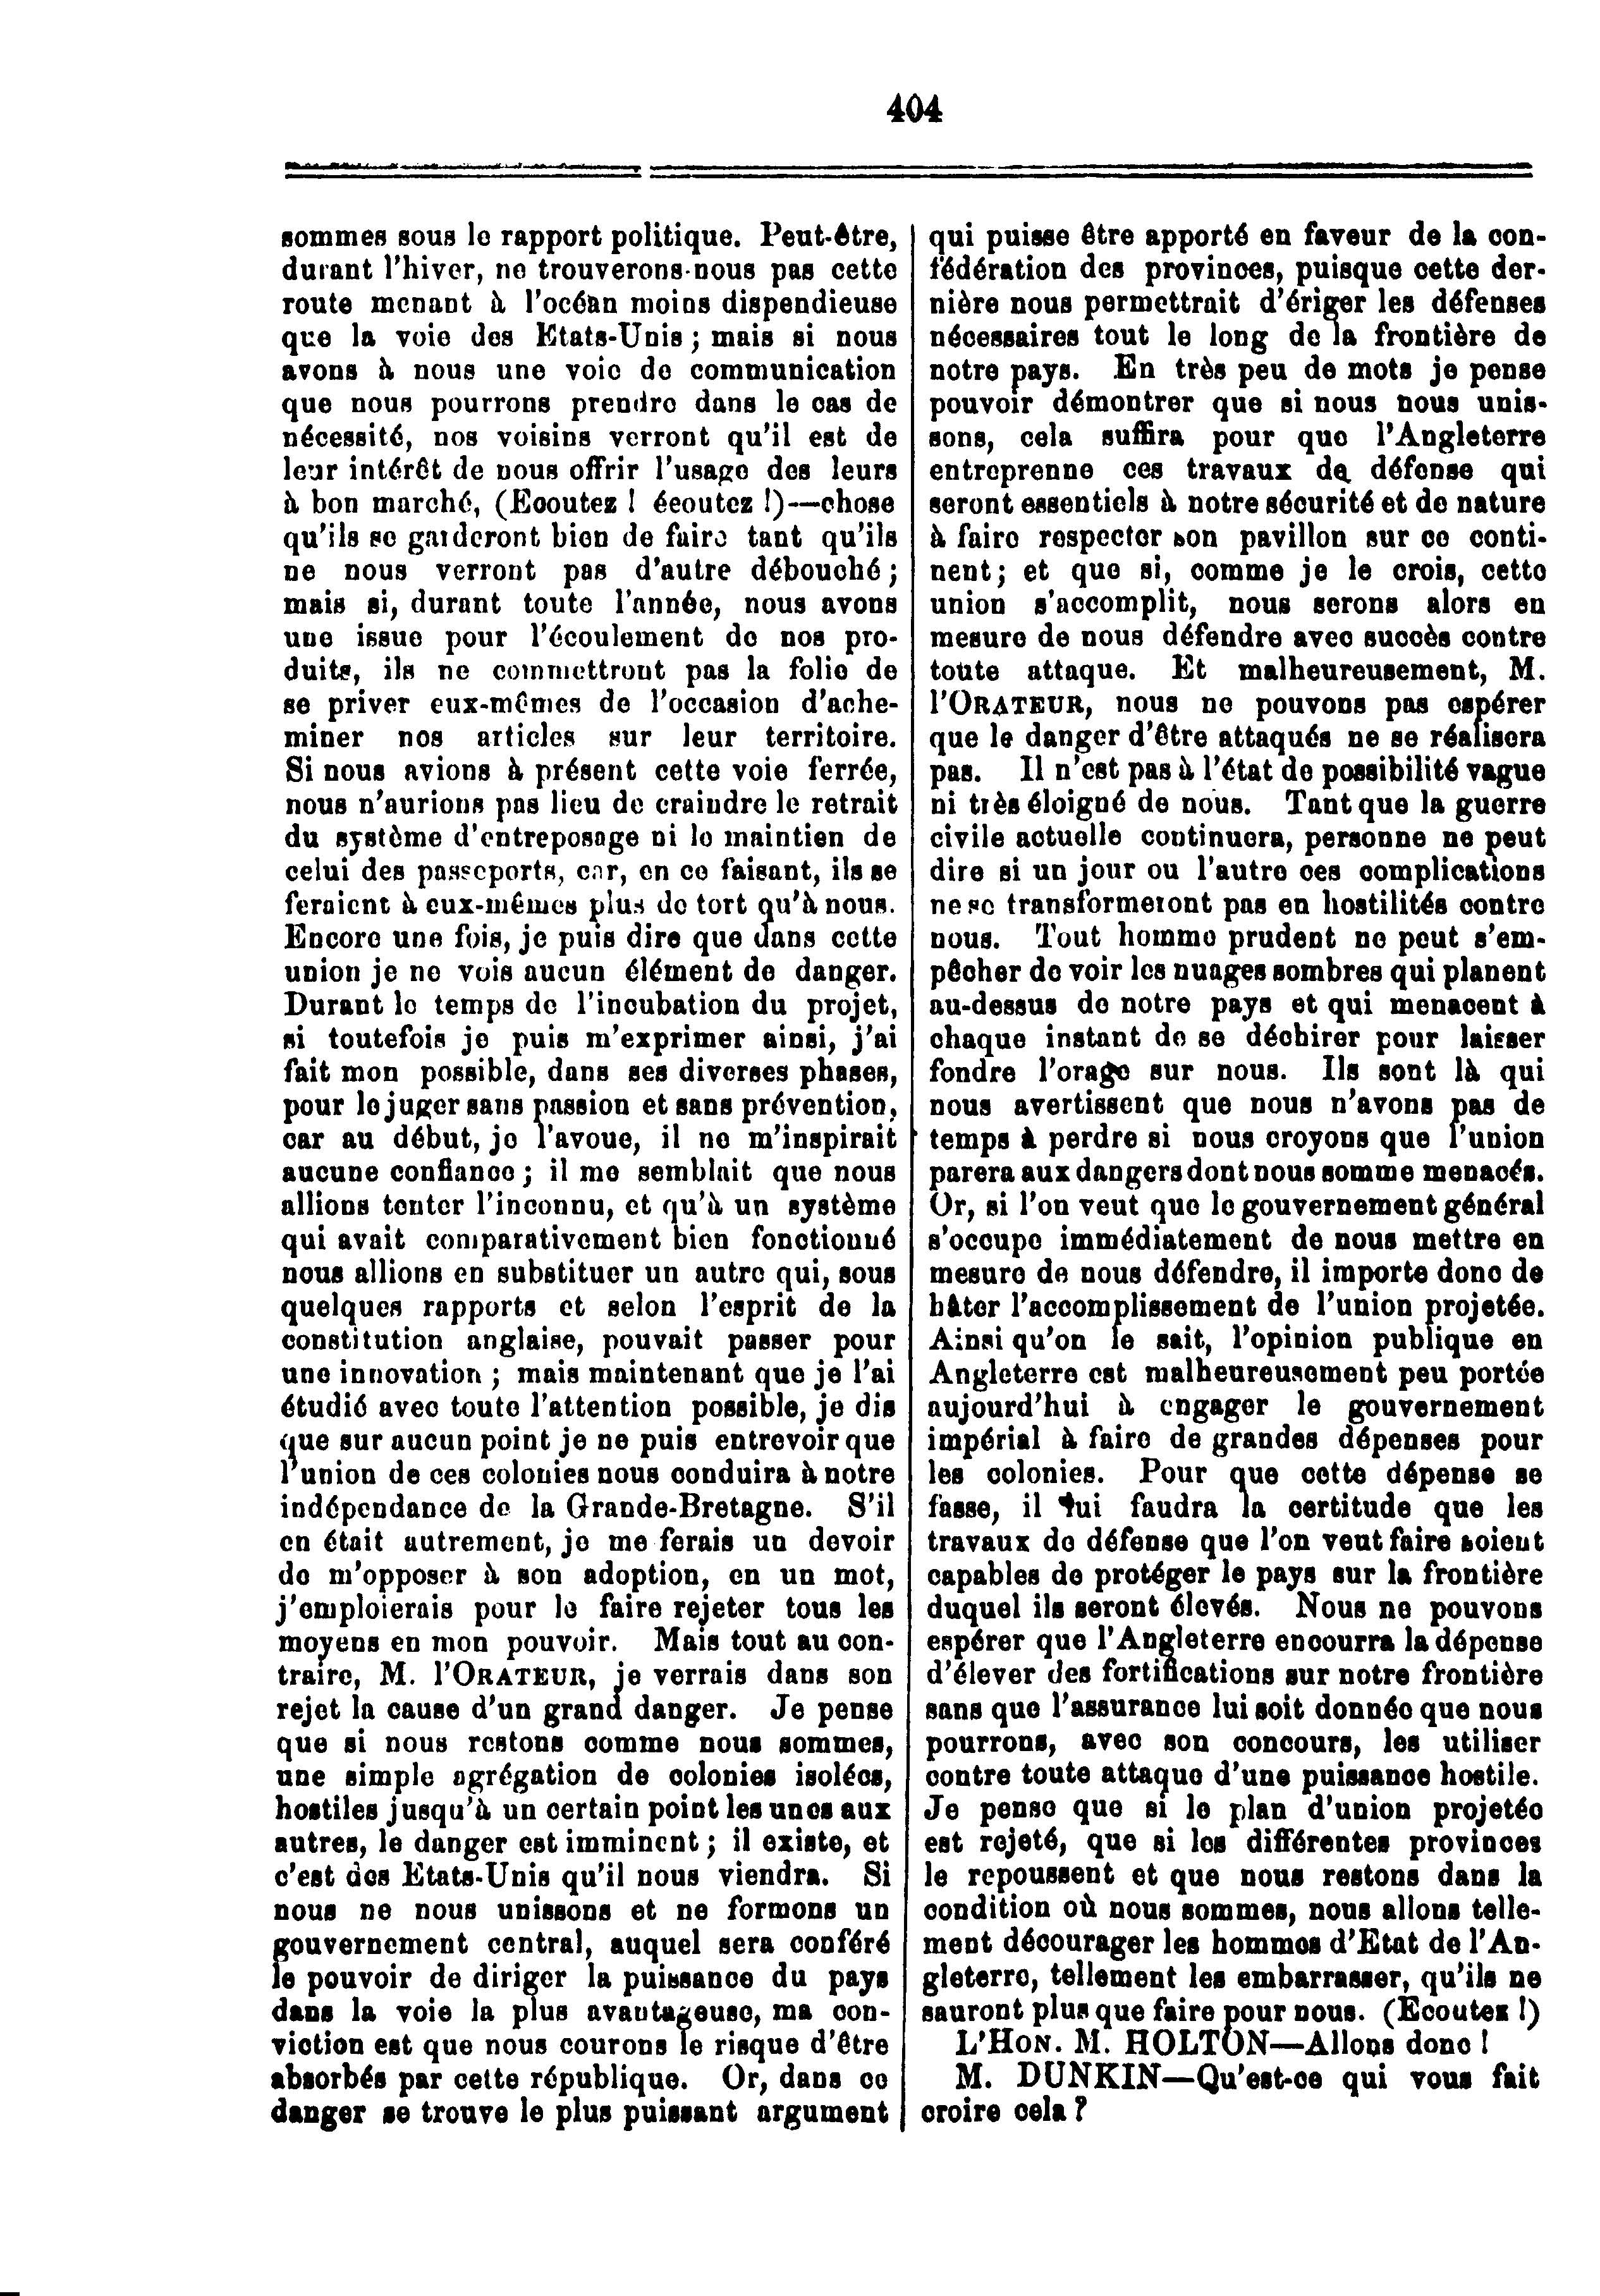 404
sommes sous le rapport politique. Peut-être,
durant l'hiver, ne trouverons-nous pas cette
route menant à l'océan moins dispendieuse
que la voie des Etats-Unis ; mais si nous
avons à nous une voie de communication
que nous pourrons prendre dans le cas de
nécessité, nos voisins verront qu'il est de
leur intérêt de nous offrir l'usage des leurs
à bon marché, (Ecoutez ! écoutez !)—chose
qu'ils se garderont bien de faire tant qu'ils
ne nous verront pas d'autre débouché ;
mais si, durant toute l'année, nous avons
une issue pour l'écoulement de nos pro-
duits, ils ne commettront pas la folie de
se priver eux-mêmes de l'occasion d'ache-
miner nos articles sur leur territoire.
Si nous avions à présent cette voie ferrée,
nous n'aurions pas lieu de craindre le retrait
du système d'entreposage ni le maintien de
celui des passeports, car, en ce faisant, ils se
feraient à eux-mêmes plus de tort qu'à nous.
Encore une fois, je puis dire que dans cette
union je ne vois aucun élément de danger.
Durant le temps de l'incubation du projet,
si toutefois je puis m'exprimer ainsi, j'ai
fait mon possible, dans ses diverses phases,
pour le juger sans passion et sans prévention,
car au début, je l'avoue, il ne m'inspirait
aucune confiance ; il me semblait que nous
allions tenter l'inconnu, et qu'à un système
qui avait comparativement bien fonctionné
nous allions en substituer un autre qui, sous
quelques rapports et selon l'esprit de la
constitution anglaise, pouvait passer pour
une innovation ; mais maintenant que je l'ai
étudié avec toute l'attention possible, je dis
que sur aucun point je ne puis entrevoir que
l'union de ces colonies nous conduira à notre
indépendance de la Grande-Bretagne. S'il
en était autrement, je me ferais un devoir
de m'opposer à son adoption, en un mot,
j'emploierais pour le faire rejeter tous les
moyens en mon pouvoir. Mais tout au con-
traire, M. l'ORATEUR, je verrais dans son
rejet la cause d'un grand danger. Je pense
que si nous restons comme nous sommes,
une simple agrégation de colonies isolées,
hostiles jusqu'à un certain point les unes aux
autres, le danger est imminent ; il existe, et
c'est des Etats-Unis qu'il nous viendra. Si
nous ne nous unissons et ne formons un
gouvernement central, auquel sera conféré
le pouvoir de diriger la puissance du pays
dans la voie la plus avantageuse, ma con-
viction est que nous courons le risque d'être
absorbés par cette république. Or, dans ce
danger se trouve le plus puissant argument
qui puisse être apporté en faveur de la con-
fédération des provinces, puisque cette der-
nière nous permettrait d'ériger les défenses
nécessaires tout le long de la frontière de
notre pays. En très peu de mots je pense
pouvoir démontrer que si nous nous unis-
sons, cela suffira pour que l'Angleterre
entreprenne ces travaux de défense qui
seront essentiels à notre sécurité et de nature
à faire respecter son pavillon sur ce conti-
nent ; et que si, comme je le crois, cette
union s'accomplit, nous serons alors en
mesure de nous défendre avec succès contre
toute attaque. Et malheureusement, M.
l'ORATEUR, nous ne pouvons pas espérer
que le danger d'être attaqués ne se réalisera
pas. Il n'est pas à l'état de possibilité vague
ni très éloigné de nous. Tant que la guerre
civile actuelle continuera, personne ne peut
dire si un jour ou l'autre ces complications
ne se transformeront pas en hostilités contre
nous. Tout homme prudent ne peut s'em-
pêcher de voir les nuages sombres qui planent
au-dessus de notre pays et qui menacent à
chaque instant de se déchirer pour laisser
fondre l'orage sur nous. Ils sont là qui
nous avertissent que nous n'avons pas de
temps à perdre si nous croyons que l'union
parera aux dangers dont nous somme menacés.
Or, si l'on veut que le gouvernement général
s'occupe immédiatement de nous mettre en
mesure de nous défendre, il importe donc de
hâter l'accomplissement de l'union projetée.
Ainsi qu'on le sait, l'opinion publique en
Angleterre est malheureusement peu portée
aujourd'hui à engager le gouvernement
impérial à faire de grandes dépenses pour
les colonies. Pour que cette dépense se
fasse, il lui faudra la certitude que les
travaux de défense que l'on veut faire soient
capables de protéger le pays sur la frontière
duquel ils seront élevés. Nous ne pouvons
espérer que l'Angleterre encourra la dépense
d'élever des fortifications sur notre frontière
sans que l'assurance lui soit donnée que nous
pourrons, avec son concours, les utiliser
contre toute attaque d'une puissance hostile.
Je pense que si le plan d'union projetée
est rejeté, que si les différentes provinces
le repoussent et que nous restons dans la
condition où nous sommes, nous allons telle-
ment décourager les hommes d'Etat de l'An-
gleterre, tellement les embarrasser, qu'ils ne
sauront plus que faire pour nous. (Ecoutez !)
L'HON. M. HOLTON—Allons donc !
M. DUNKIN—Qu'est-ce qui vous fait
croire cela ?